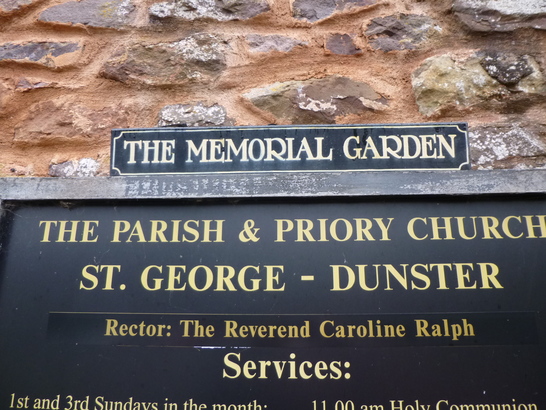 THE MEMORIAL GARDEN
THE PARISH & PRIORY CHURCH
ST. GEORGE - DUNSTER
Rector: The Reverend Caroline Ralph
Services:
1st and 3rd Sundays in the month: 11.00 am Holy Communion